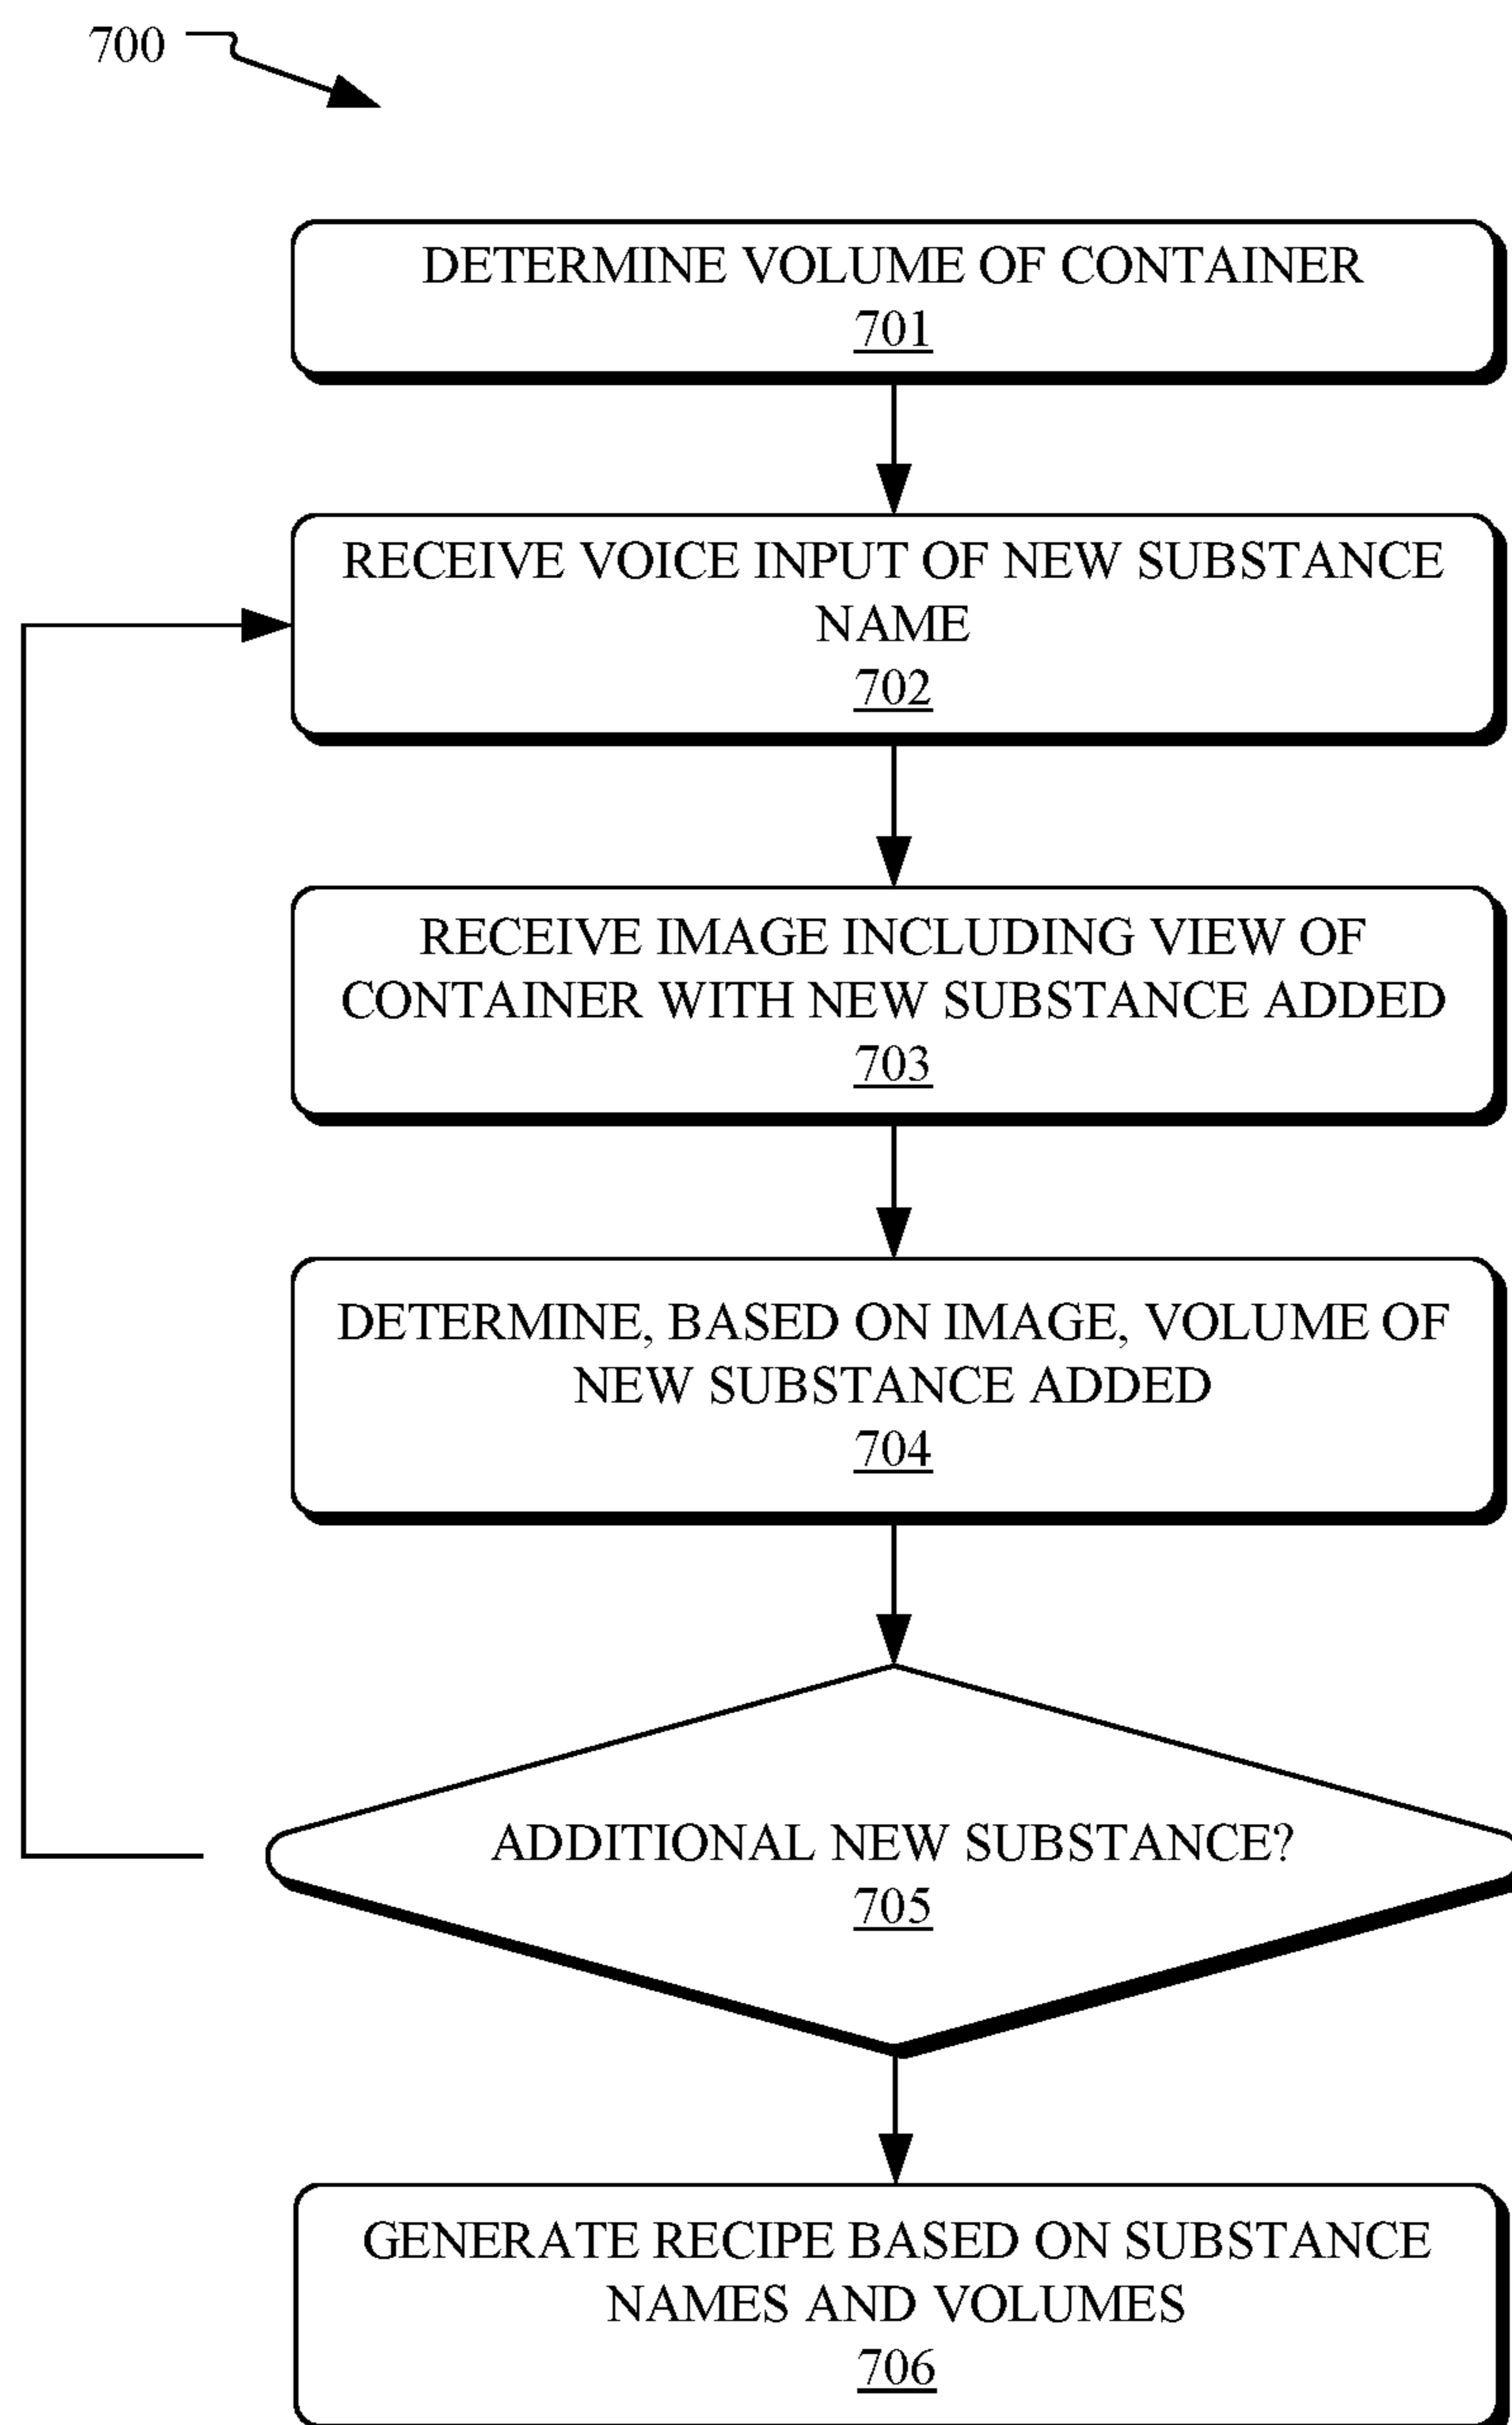 700
DETERMINE VOLUME OF CONTAINER
701
RECEIVE VOICE INPUT OF NEW SUBSTANCE
NAME
702
RECEIVE IMAGE INCLUDING VIEW OF
CONTAINER WITH NEW SUBSTANCE ADDED
703
DETERMINE, BASED ON IMAGE, VOLUME OF
NEW SUBSTANCE ADDED
704
ADDITIONAL NEW SUBSTANCE?
705
GENERATE RECIPE BASED ON SUBSTANCE
NAMES AND VOLUMES
706